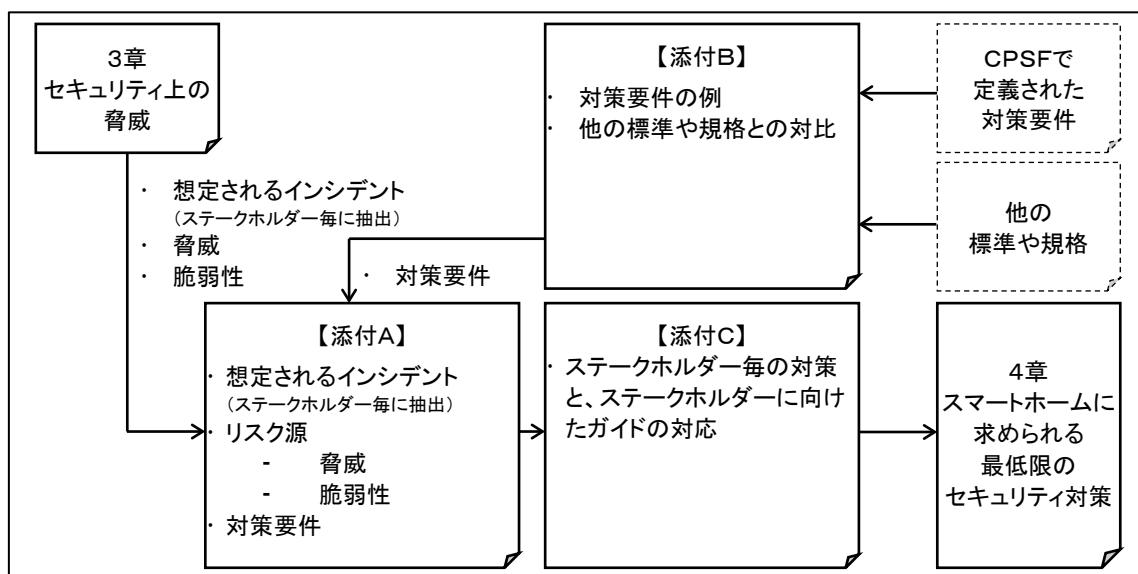 3章
セキュリティ上の
脅威
・ 想定されるインシデント
(ステークホルダー毎に抽出)
・ 脅威
・ 脆弱性
【添付B】
・ 対策要件の例
・ 他の標準や規格との対比
CPSFで
定義された
対策要件
他の
標準や規格
・ 対策要件
【添付A】
・ 想定されるインシデント
(ステークホルダー毎に抽出)
・ リスク源
- 脅威
- 脆弱性
・ 対策要件
【添付C】
・ ステークホルダー毎の対策
と、ステークホルダーに向け
たガイドの対応
4章
スマートホームに
求められる
最低限の
セキュリティ対策